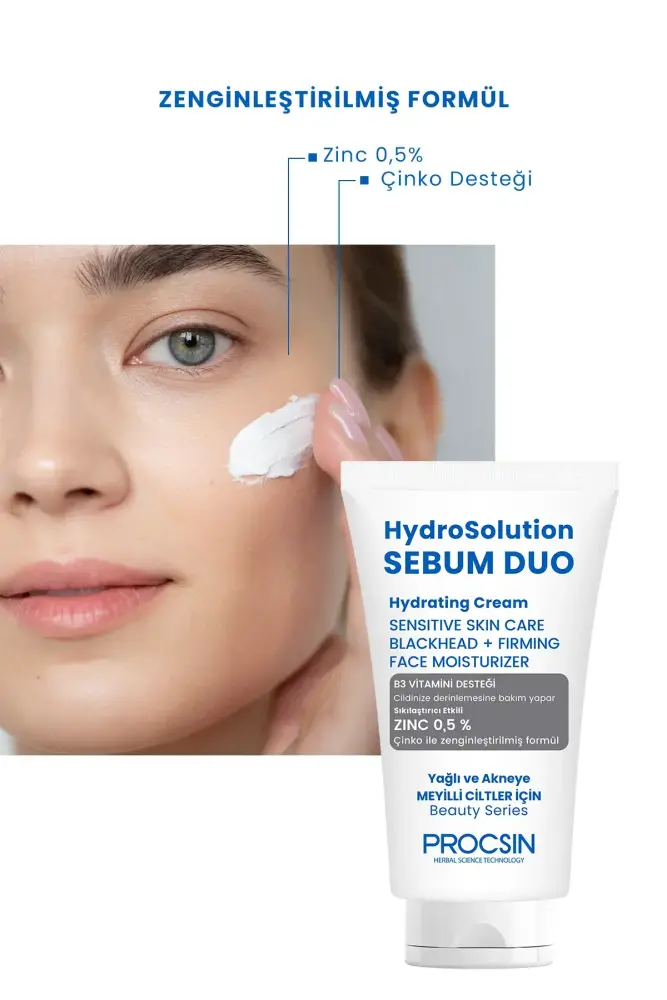 ZENGİNLEŞTİRİLMİŞ FORMÜL
Zinc 0,5%
Çinko Desteği
HydroSolution
SEBUM DUO
Hydrating Cream
SENSITIVE SKIN CARE
BLACKHEAD + FIRMING
FACE MOISTURIZER
B3 VİTAMİNİ DESTEĞİ
Cildinize derinlemesine bakım yapar
Sıkılaştırıcı Etkili
ZINC 0,5 %
Çinko ile zenginleştirilmiş formül
Yağlı ve Akneye
MEYİLLİ CİLTLER İÇİN
Beauty Series
PROCSIN
HERBAL SCIENCE TECHNOLOGY